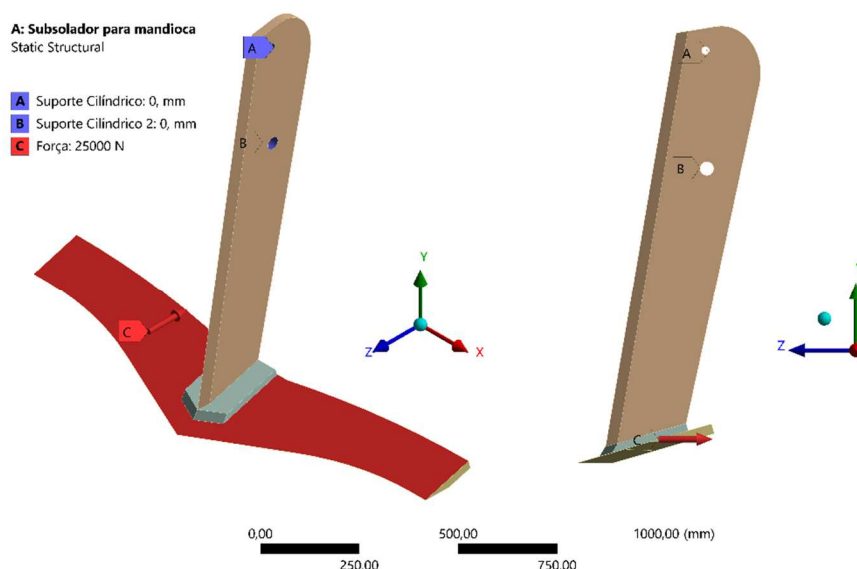 A: Subsolador para mandioca
Static Structural
A Suporte Cilíndrico: 0, mm
B Suporte Cilíndrico 2: 0, mm
C Força: 25000 N
A
B
C
Y
Z
X
A
B
C
Z
0,00
500,00
1000,00 (mm)
250,00
750,00